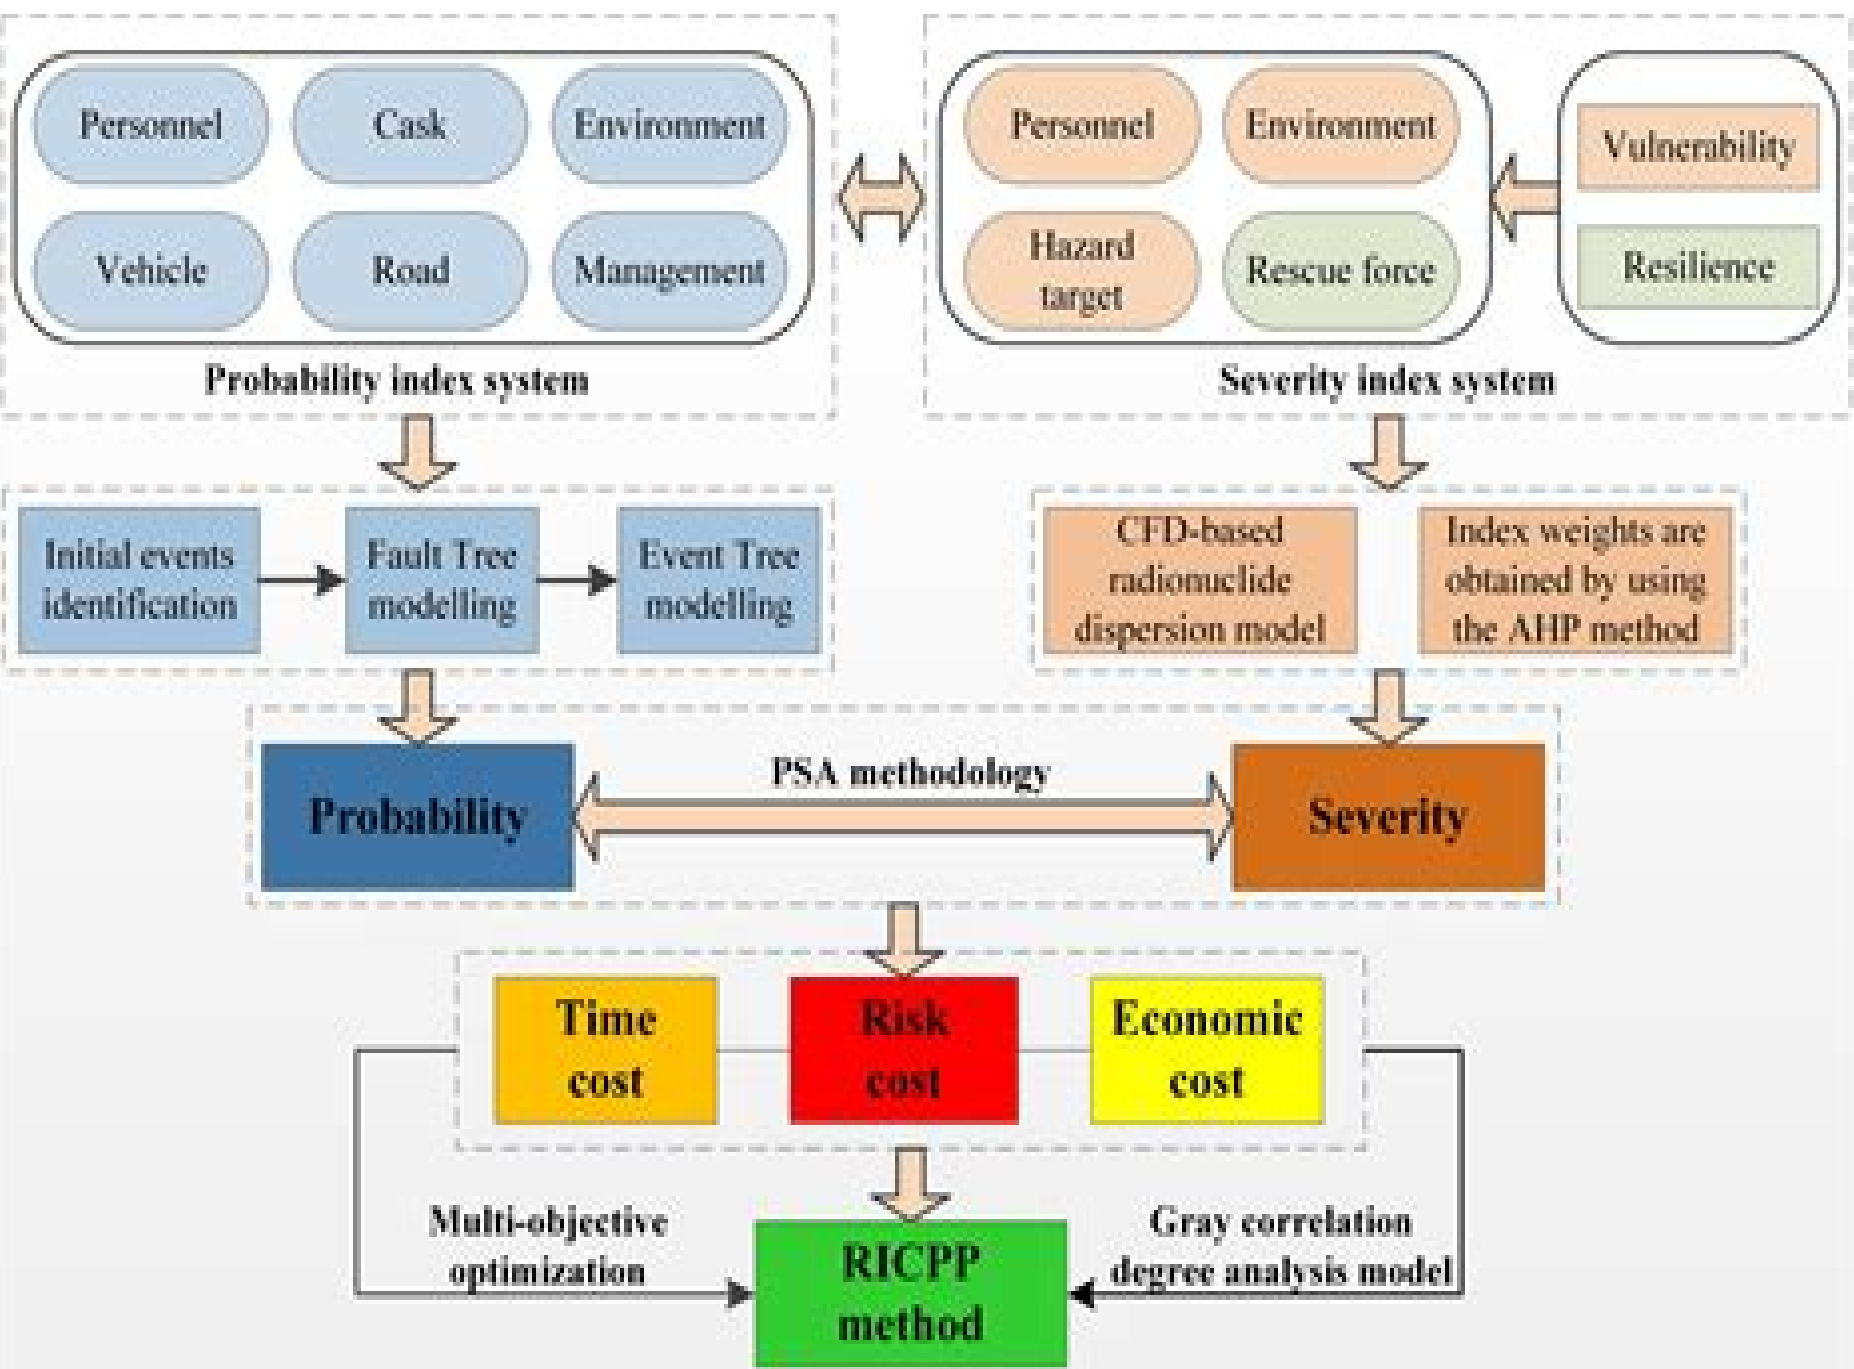 Personnel
Cask
Environment
Vehicle
Road
Management
Probability index system
Personnel
Environment
Hazard
target
Rescue force
Vulnerability
Resilience
Severity index system
Initial events
identification
Fault Tree
modelling
Event Tree
modelling
CFD-based
radionuclide
dispersion model
Index weights are
obtained by using
the AHP method
PSA methodology
Probability
Severity
Time
cost
Risk
cost
Economic
cost
Multi-objective
optimization
Gray correlation
degree analysis model
RICPP
method